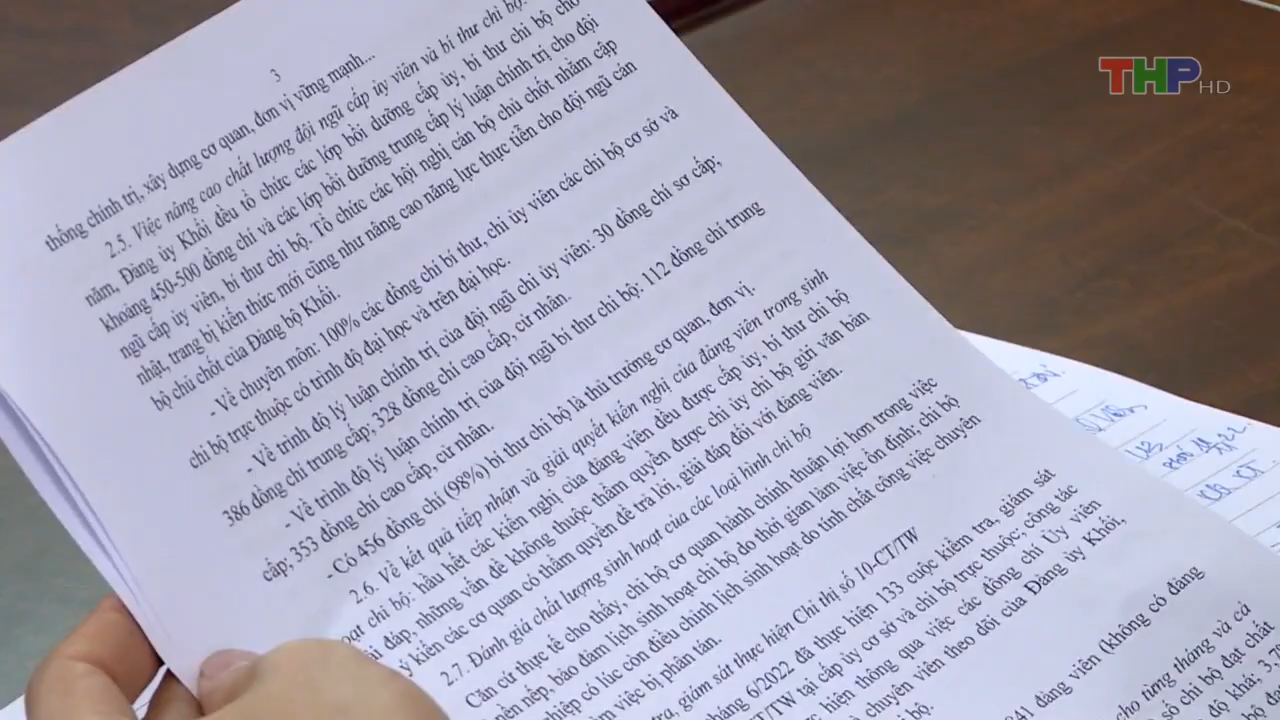 THP HD
3
thống chính trị, xây dựng cơ quan, đơn vị vững mạnh...
2.5. Việc nâng cao chất lượng đội ngũ cấp ủy viên và bí thư chi bộ:
năm, Đảng ủy Khối đều tổ chức các lớp bồi dưỡng cấp ủy, bí thư chi bộ cho
khoảng 450-500 đồng chí và các lớp bồi dưỡng trung cấp lý luận chính trị cho đội
ngũ cấp ủy viên, bí thư chi bộ. Tổ chức các hội nghị cán bộ chủ chốt nhằm cập
nhật, trang bị kiến thức mới cũng như nâng cao năng lực thực tiễn cho đội ngũ cán
bộ chủ chốt của Đảng bộ Khối.
- Về chuyên môn: 100% các đồng chí bí thư, chi ủy viên các chi bộ cơ sở và
chi bộ trực thuộc có trình độ đại học và trên đại học.
- Về trình độ lý luận chính trị của đội ngũ chi ủy viên: 30 đồng chí sơ cấp;
386 đồng chí trung cấp; 328 đồng chí cao cấp, cử nhân.
- Về trình độ lý luận chính trị của đội ngũ bí thư chi bộ: 112 đồng chí trung
cấp; 353 đồng chí cao cấp, cử nhân.
- Có 456 đồng chí (98%) bí thư chi bộ là thủ trưởng cơ quan, đơn vị.
2.6. Về kết quả tiếp nhận và giải quyết kiến nghị của đảng viên trong sinh
oạt chi bộ: hầu hết các kiến nghị của đảng viên đều được cấp ủy, bí thư chi bộ
ải đáp, những vấn đề không thuộc thẩm quyền được chi ủy chi bộ gửi văn bản
ý kiến các cơ quan có thẩm quyền để trả lời, giải đáp đối với đảng viên.
2.7. Đánh giá chất lượng sinh hoạt của các loại hình chi bộ
Căn cứ thực tế cho thấy, chi bộ cơ quan hành chính thuận lợi hơn trong việc
nền nếp, bảo đảm lịch sinh hoạt chi bộ do thời gian làm việc ổn định; chi bộ
hiệp có lúc còn điều chỉnh lịch sinh hoạt do tính chất công việc chuyên
àm việc bị phân tán.
tra, giám sát thực hiện Chỉ thị số 10-CT/TW
háng 6/2022 đã thực hiện 133 cuộc kiểm tra, giám sát
CT/TW tại cấp ủy cơ sở và chi bộ trực thuộc; công tác
ực hiện thông qua việc các đồng chí Ủy viên
chuyên viên theo dõi của Đảng ủy Khối,
bộ.
841 đảng viên (không có đảng
cho từng tháng và cả
số chi bộ đạt chất
độ khá; 3,7